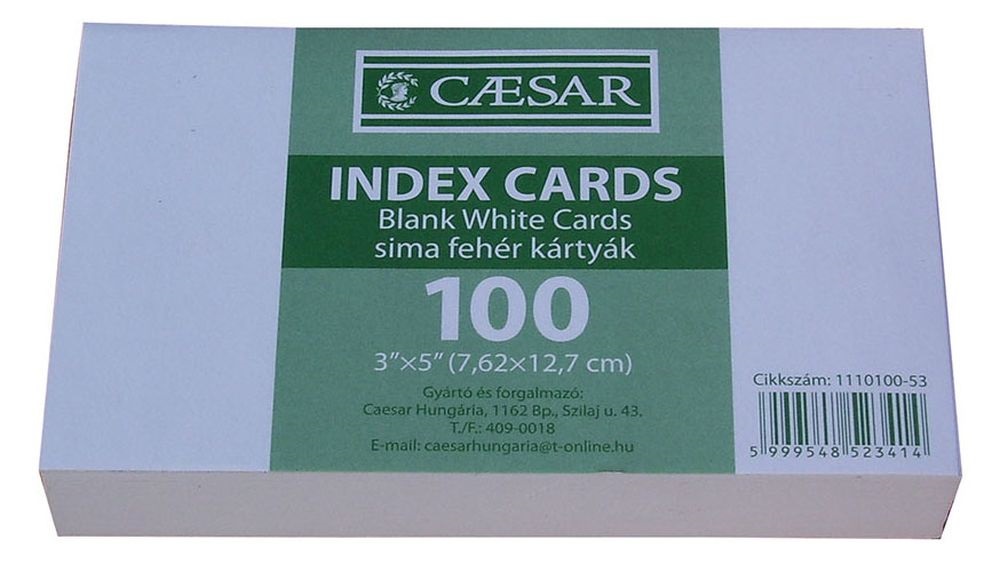 CÆSAR
INDEX CARDS
Blank White Cards
sima fehér kártyák
100
3”×5” (7,62×12,7 cm)
Gyártó és forgalmazó:
Caesar Hungária, 1162 Bp., Szilaj u. 43.
T./F.: 409-0018
E-mail: caesarhungaria@t-online.hu
Cikkszám: 1110100-53
5 999548 523414